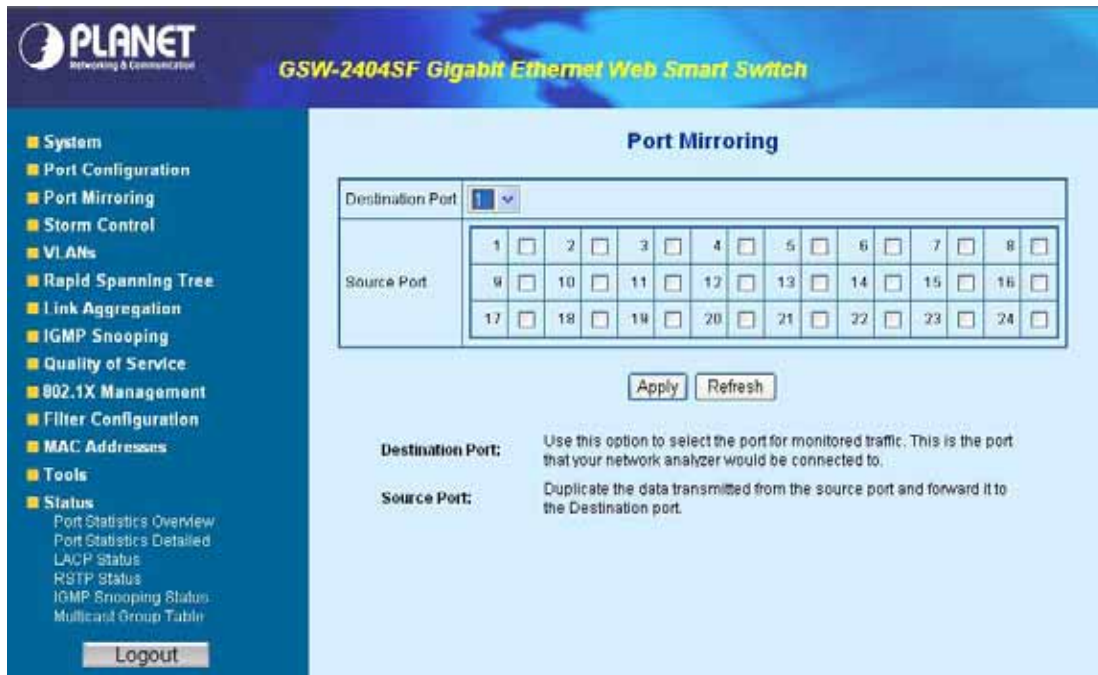 PLANET
Networking & Communication
GSW-2404SF Gigabit Ethernet Web Smart Switch
System
Port Configuration
Port Mirroring
Storm Control
VLANs
Rapid Spanning Tree
Link Aggregation
IGMP Snooping
Quality of Service
802.1X Management
Filter Configuration
MAC Addresses
Tools
Status
Port Statistics Overview
Port Statistics Detailed
LACP Status
RSTP Status
IGMP Snooping Status
Multicast Group Table
Logout
Port Mirroring
Destination Port 1
Source Port
1 2 3 4 5 6 7 8
9 10 11 12 13 14 15 16
17 18 19 20 21 22 23 24
Apply Refresh
Destination Port: Use this option to select the port for monitored traffic. This is the port
that your network analyzer would be connected to.
Source Port: Duplicate the data transmitted from the source port and forward it to
the Destination port.